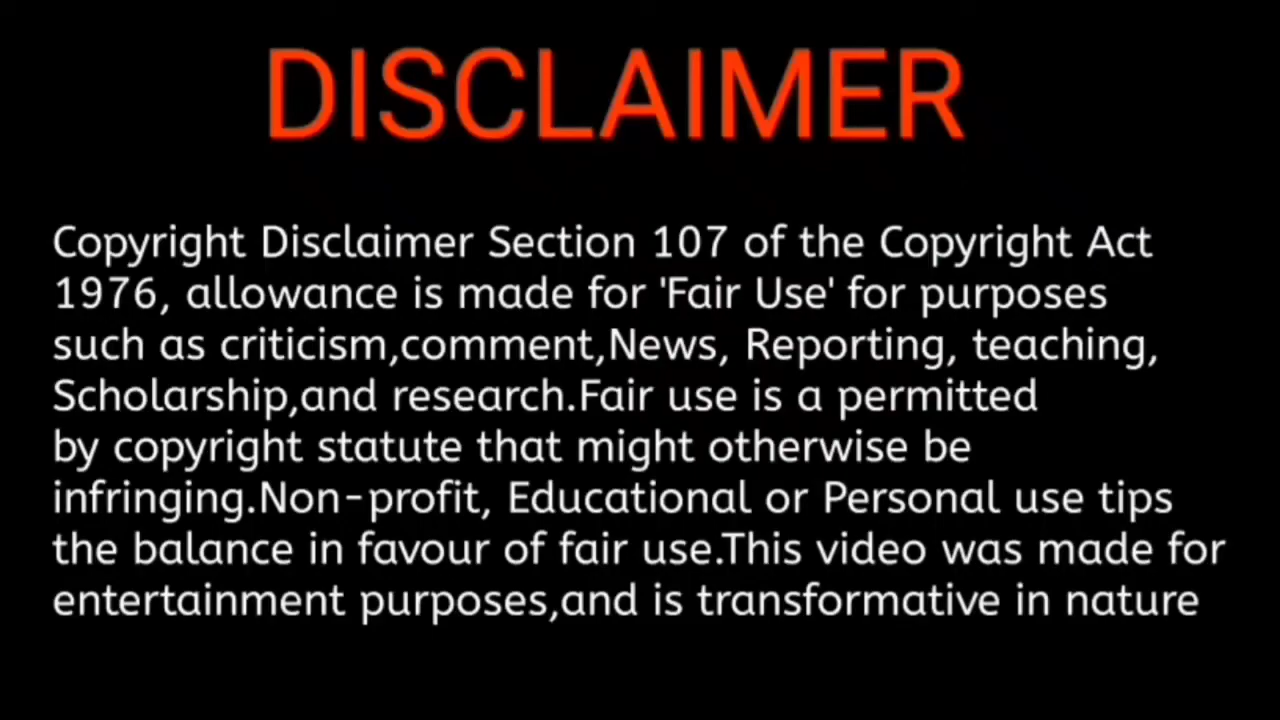 DISCLAIMER
Copyright Disclaimer Section 107 of the Copyright Act
1976, allowance is made for 'Fair Use' for purposes
such as criticism,comment,News, Reporting, teaching,
Scholarship,and research.Fair use is a permitted
by copyright statute that might otherwise be
infringing.Non-profit, Educational or Personal use tips
the balance in favour of fair use.This video was made for
entertainment purposes,and is transformative in nature